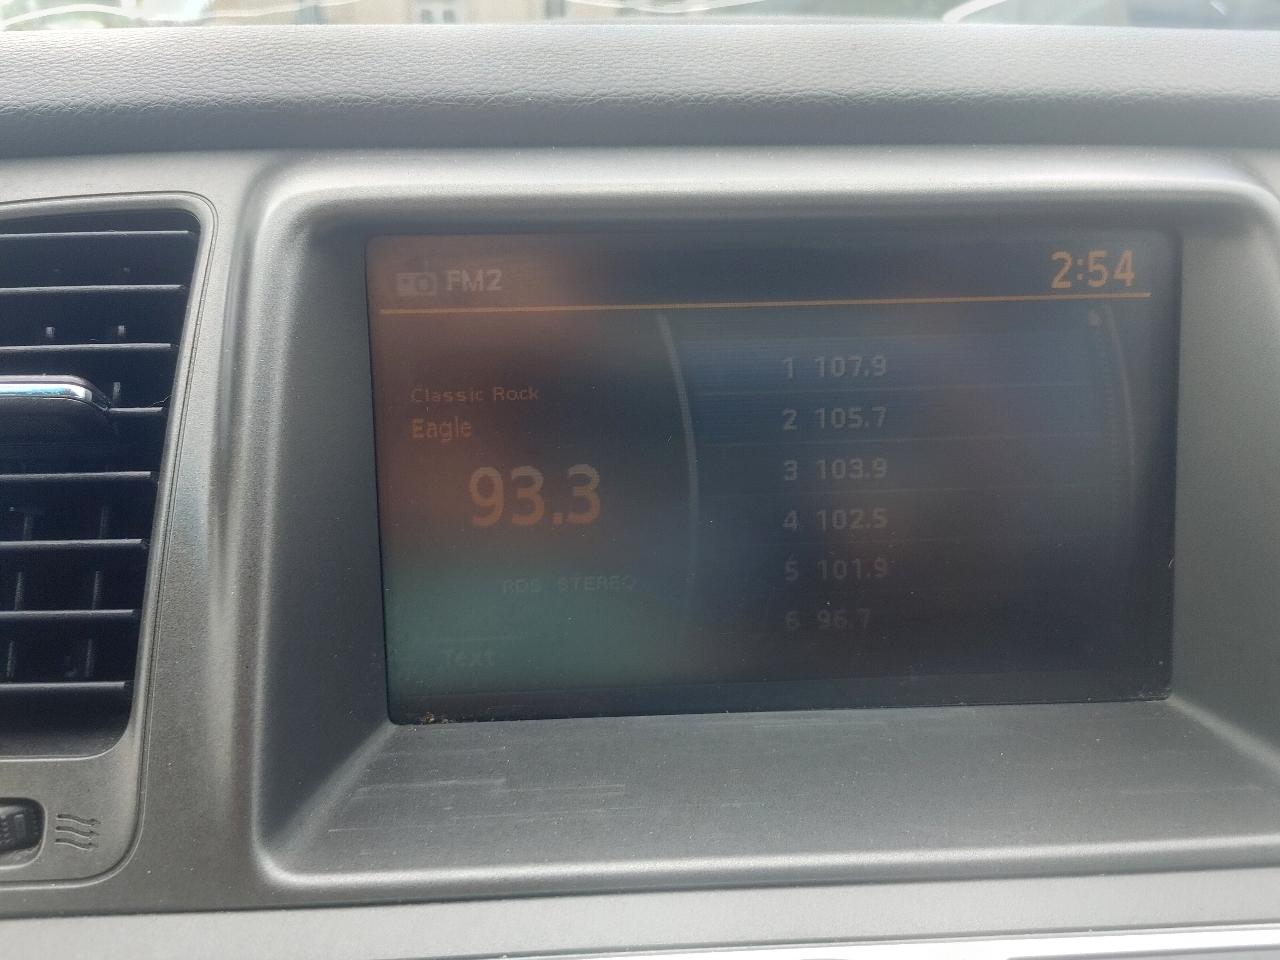 FM2
2:54
Classic Rock
Eagle
93.3
RDS STEREO
Text
1 107.9
2 105.7
3 103.9
4 102.5
5 101.9
6 96.7